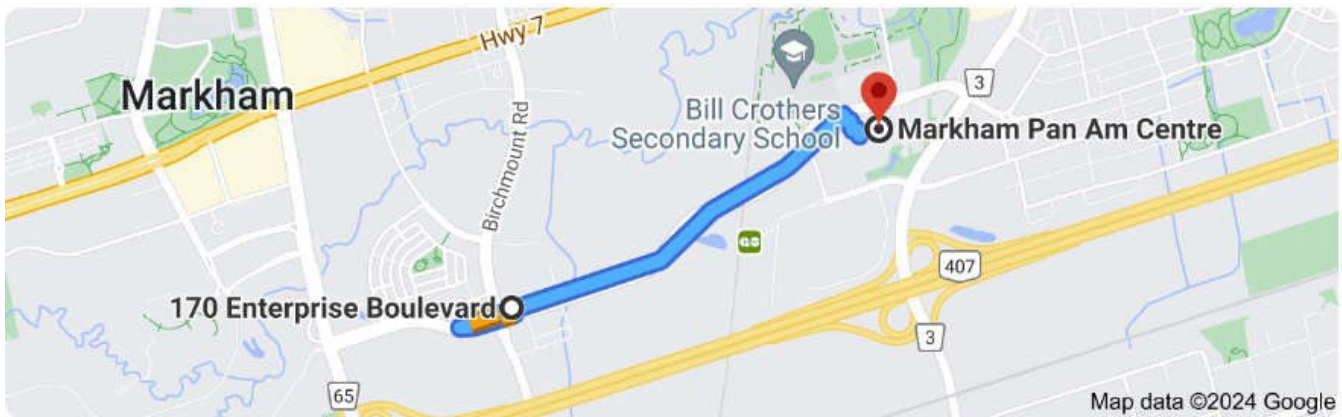 Hwy 7
Markham
3
Bill Crothers
Secondary School
Markham Pan Am Centre
Birchmount Rd
GO
407
170 Enterprise Boulevard
3
65
Map data ©2024 Google